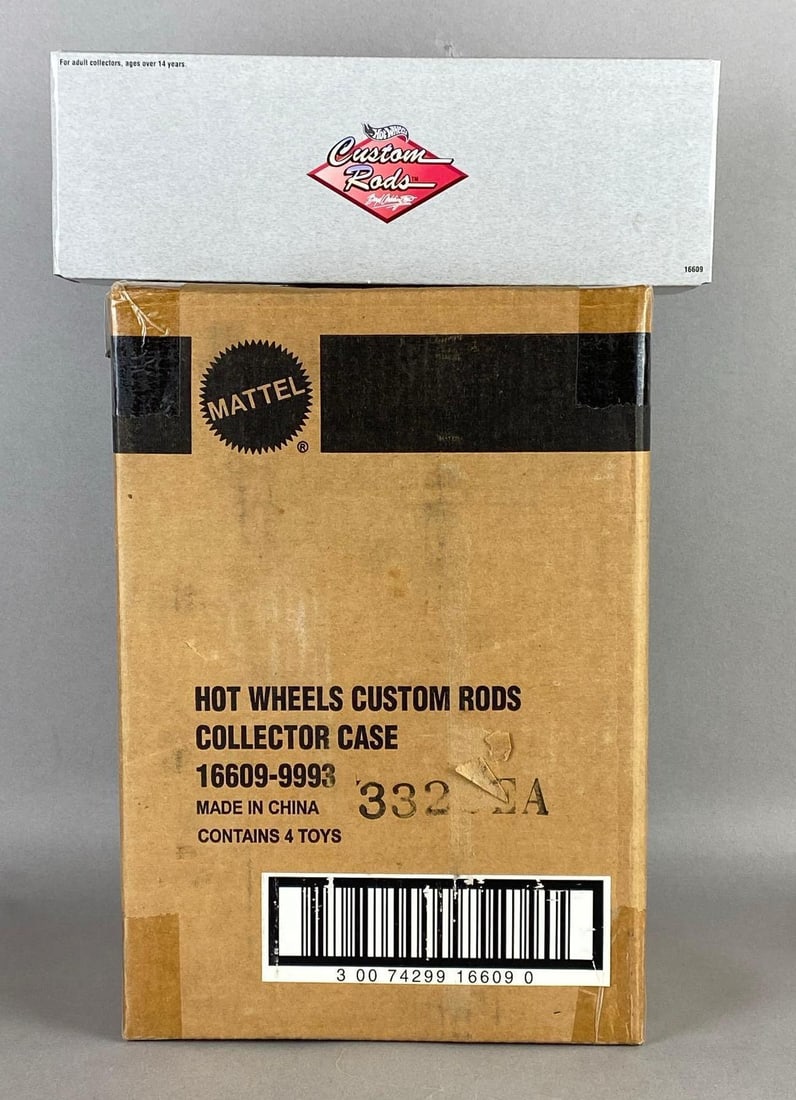 For adult collectors, ages over 14 years.
HOT WHEELS
Custom
Rods™
16609
MATTEL
®
HOT WHEELS CUSTOM RODS
COLLECTOR CASE
16609-9993
MADE IN CHINA
CONTAINS 4 TOYS
3 00 74299 16609 0